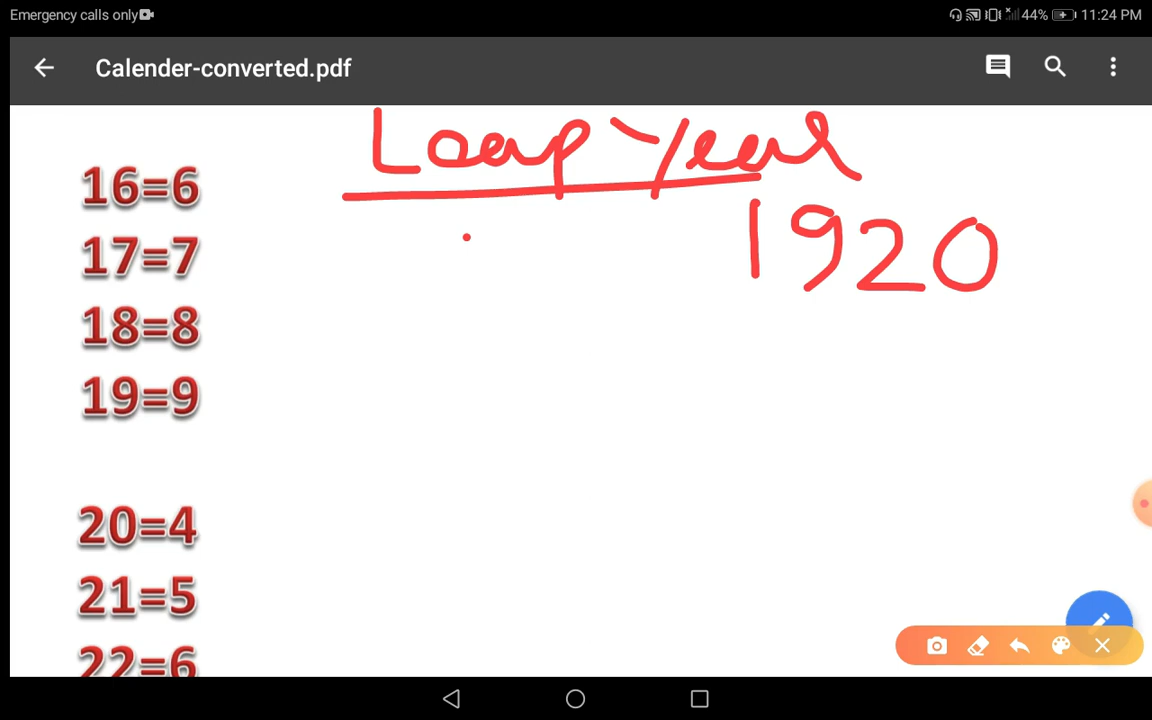 Emergency calls only
44% 11:24 PM
Calender-converted.pdf
Leap Year
16=6
1920
17=7
18=8
19=9
20=4
21=5
22=6